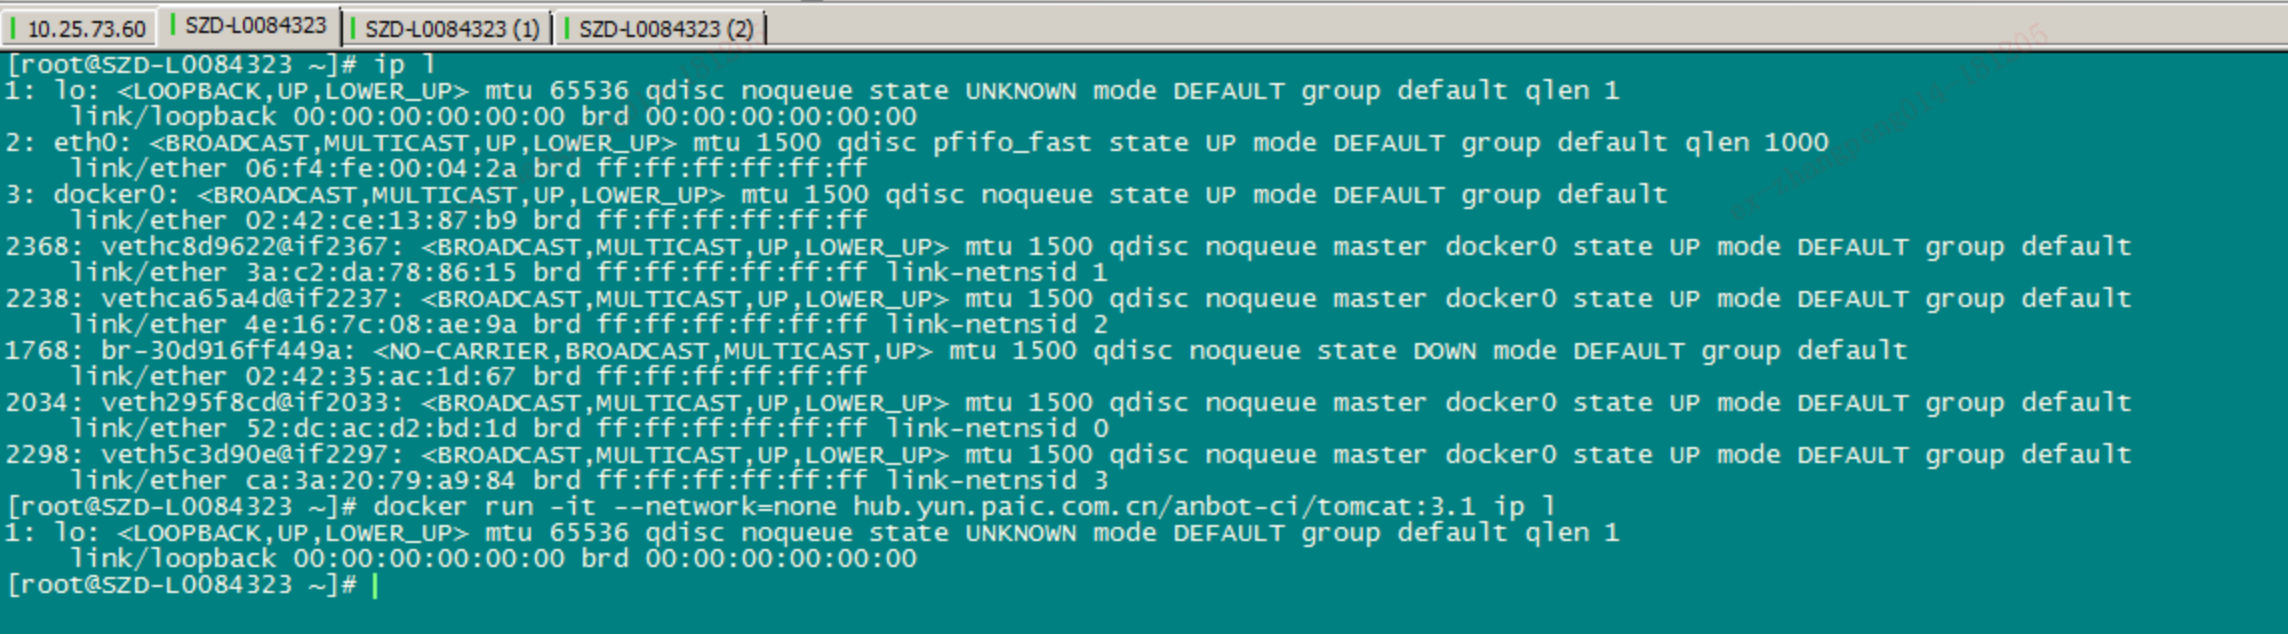 10.25.73.60 SZD-L0084323 SZD-L0084323 (1) SZD-L0084323 (2)
[root@SZD-L0084323 ~]# ip l
1: lo: <LOOPBACK,UP,LOWER_UP> mtu 65536 qdisc noqueue state UNKNOWN mode DEFAULT group default qlen 1
link/loopback 00:00:00:00:00:00 brd 00:00:00:00:00:00
2: eth0: <BROADCAST,MULTICAST,UP,LOWER_UP> mtu 1500 qdisc pfifo_fast state UP mode DEFAULT group default qlen 1000
link/ether 06:f4:fe:00:04:2a brd ff:ff:ff:ff:ff:ff
3: docker0: <BROADCAST,MULTICAST,UP,LOWER_UP> mtu 1500 qdisc noqueue state UP mode DEFAULT group default
link/ether 02:42:ce:13:87:b9 brd ff:ff:ff:ff:ff:ff
2368: vethc8d9622@if2367: <BROADCAST,MULTICAST,UP,LOWER_UP> mtu 1500 qdisc noqueue master docker0 state UP mode DEFAULT group default
link/ether 3a:c2:da:78:86:15 brd ff:ff:ff:ff:ff:ff link-netnsid 1
2238: vethca65a4d@if2237: <BROADCAST,MULTICAST,UP,LOWER_UP> mtu 1500 qdisc noqueue master docker0 state UP mode DEFAULT group default
link/ether 4e:16:7c:08:ae:9a brd ff:ff:ff:ff:ff:ff link-netnsid 2
1768: br-30d916ff449a: <NO-CARRIER,BROADCAST,MULTICAST,UP> mtu 1500 qdisc noqueue state DOWN mode DEFAULT group default
link/ether 02:42:35:ac:1d:67 brd ff:ff:ff:ff:ff:ff
2034: veth295f8cd@if2033: <BROADCAST,MULTICAST,UP,LOWER_UP> mtu 1500 qdisc noqueue master docker0 state UP mode DEFAULT group default
link/ether 52:dc:ac:d2:bd:1d brd ff:ff:ff:ff:ff:ff link-netnsid 0
2298: veth5c3d90e@if2297: <BROADCAST,MULTICAST,UP,LOWER_UP> mtu 1500 qdisc noqueue master docker0 state UP mode DEFAULT group default
link/ether ca:3a:20:79:a9:84 brd ff:ff:ff:ff:ff:ff link-netnsid 3
[root@SZD-L0084323 ~]# docker run -it --network=none hub.yun.paic.com.cn/anbot-ci/tomcat:3.1 ip l
1: lo: <LOOPBACK,UP,LOWER_UP> mtu 65536 qdisc noqueue state UNKNOWN mode DEFAULT group default qlen 1
link/loopback 00:00:00:00:00:00 brd 00:00:00:00:00:00
[root@SZD-L0084323 ~]#